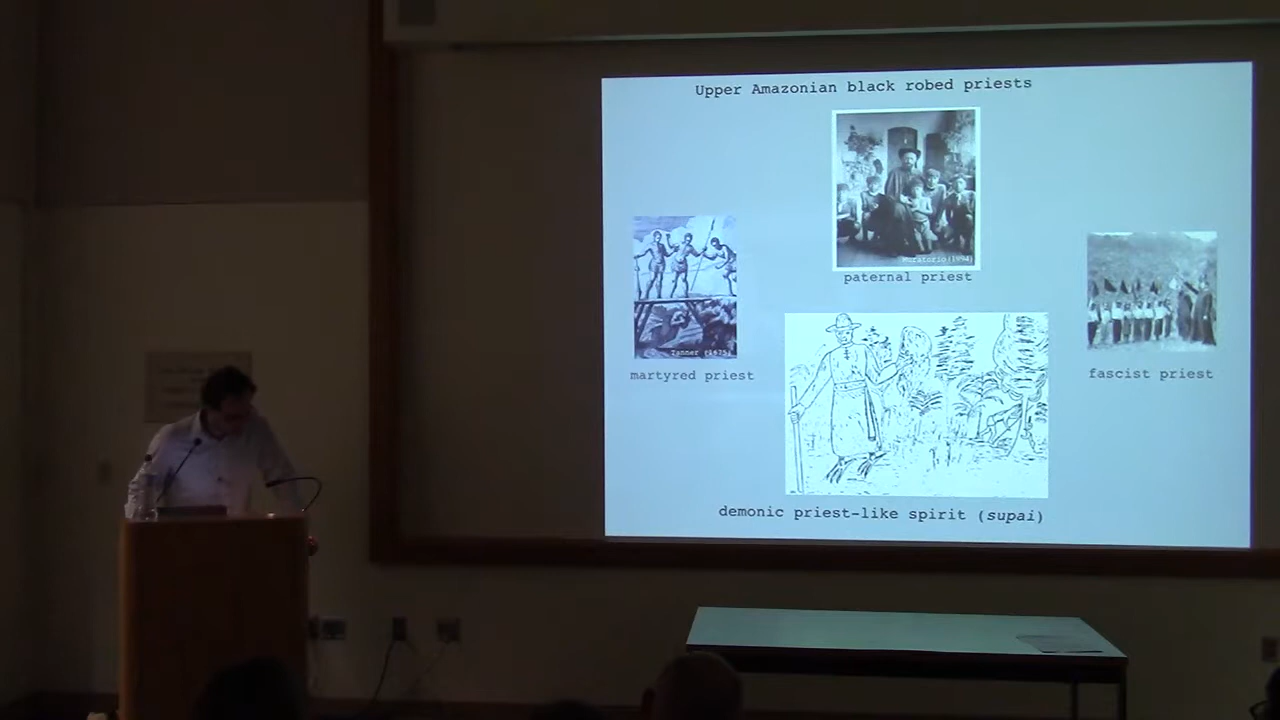 Upper Amazonian black robed priests
Muratorio(1994)
paternal priest
Tanner (1675)
martyred priest
fascist priest
demonic priest-like spirit (supai)